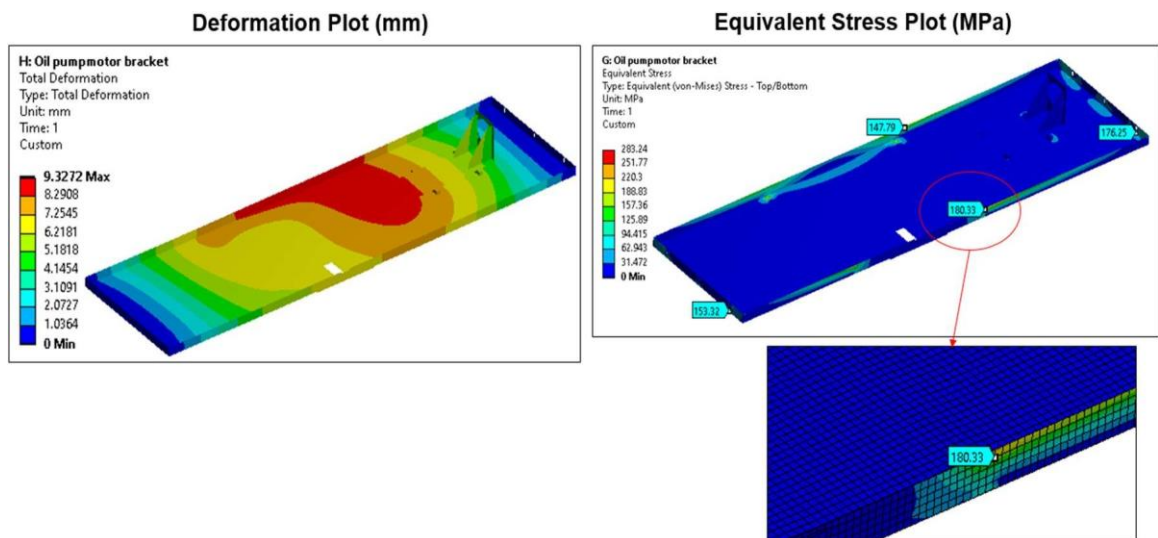 Deformation Plot (mm)
H: Oil pumpmotor bracket
Total Deformation
Type: Total Deformation
Unit: mm
Time: 1
Custom
9.3272 Max
8.2908
7.2545
6.2181
5.1818
4.1454
3.1091
2.0727
1.0364
0 Min
Equivalent Stress Plot (MPa)
G: Oil pumpmotor bracket
Equivalent Stress
Type: Equivalent (von-Mises) Stress - Top/Bottom
Unit: MPa
Time: 1
Custom
283.24
251.77
220.3
188.83
157.36
125.89
94.415
62.943
31.472
0 Min
147.79
176.25
180.33
153.32
180.33